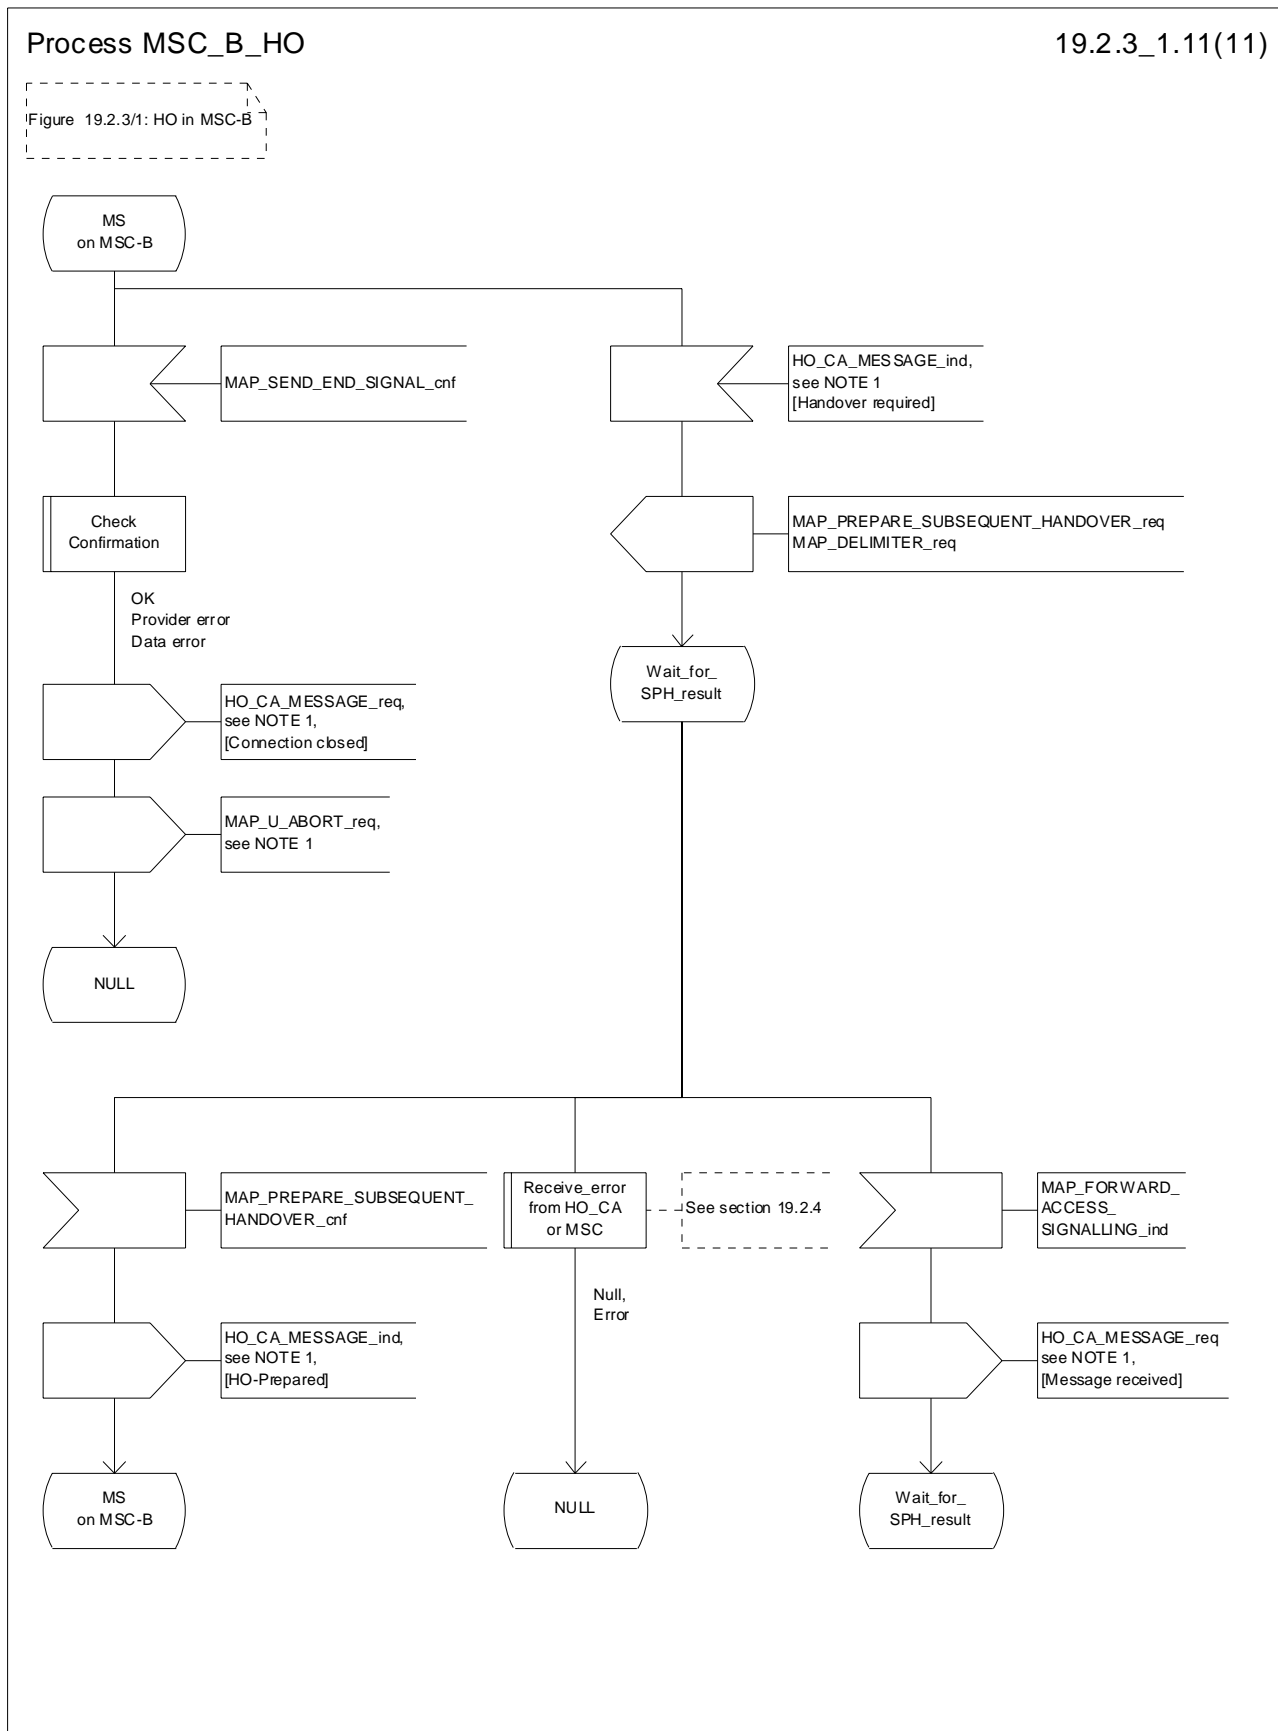 Process MSC_B_HO
19.2.3_1.11(11)
Figure 19.2.3/1: HO in MSC-B
MS
on MSC-B
MAP_SEND_END_SIGNAL_cnf
HO_CA_MESSAGE_ind,
see NOTE 1
[Handover required]
Check
Confirmation
MAP_PREPARE_SUBSEQUENT_HANDOVER_req
MAP_DELIMITER_req
OK
Provider error
Data error
Wait_for_
SPH_result
HO_CA_MESSAGE_req,
see NOTE 1,
[Connection closed]
MAP_U_ABORT_req,
see NOTE 1
NULL
MAP_PREPARE_SUBSEQUENT_
HANDOVER_cnf
Receive_error
from HO_CA
or MSC
See section 19.2.4
MAP_FORWARD_
ACCESS_
SIGNALLING_ind
Null,
Error
HO_CA_MESSAGE_ind,
see NOTE 1,
[HO-Prepared]
HO_CA_MESSAGE_req
see NOTE 1,
[Message received]
MS
on MSC-B
NULL
Wait_for_
SPH_result